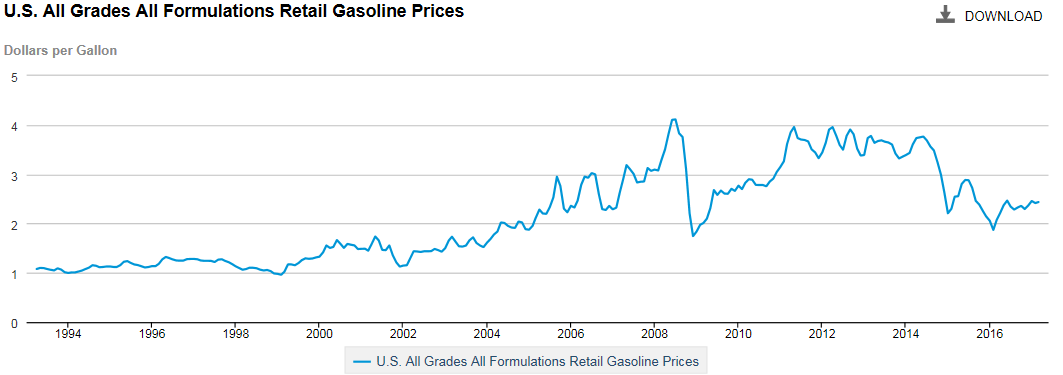 U.S. All Grades All Formulations Retail Gasoline Prices
DOWNLOAD
Dollars per Gallon
5
4
3
2
1
0
1994 1996 1998 2000 2002 2004 2006 2008 2010 2012 2014 2016
U.S. All Grades All Formulations Retail Gasoline Prices